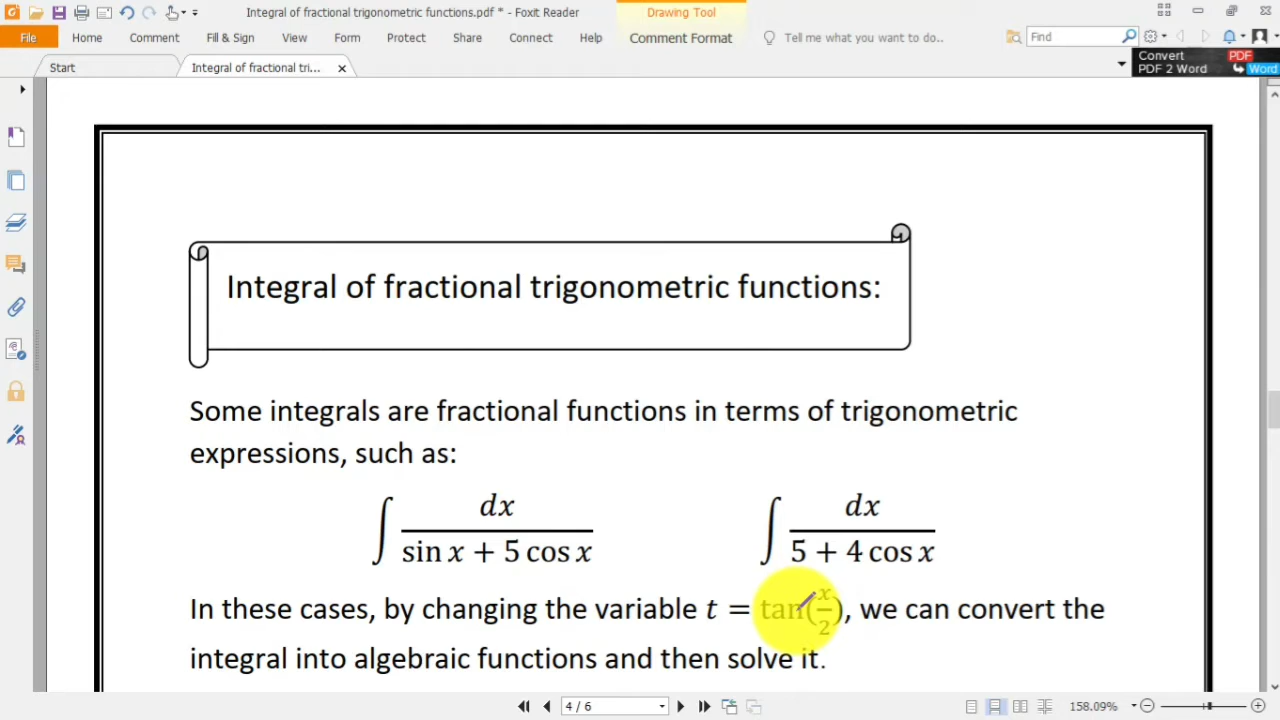 Integral of fractional trigonometric functions.pdf * - Foxit Reader
Drawing Tool
File Home Comment Fill & Sign View Form Protect Share Connect Help Comment Format Tell me what you want to do.. Find
Start Integral of fractional tri... Convert PDF
PDF 2 Word Word
Integral of fractional trigonometric functions:
Some integrals are fractional functions in terms of trigonometric
expressions, such as:
∫ dx / (sin x + 5 cos x) ∫ dx / (5 + 4 cos x)
In these cases, by changing the variable t = tan(x/2), we can convert the
integral into algebraic functions and then solve it.
4 / 6 158.09%